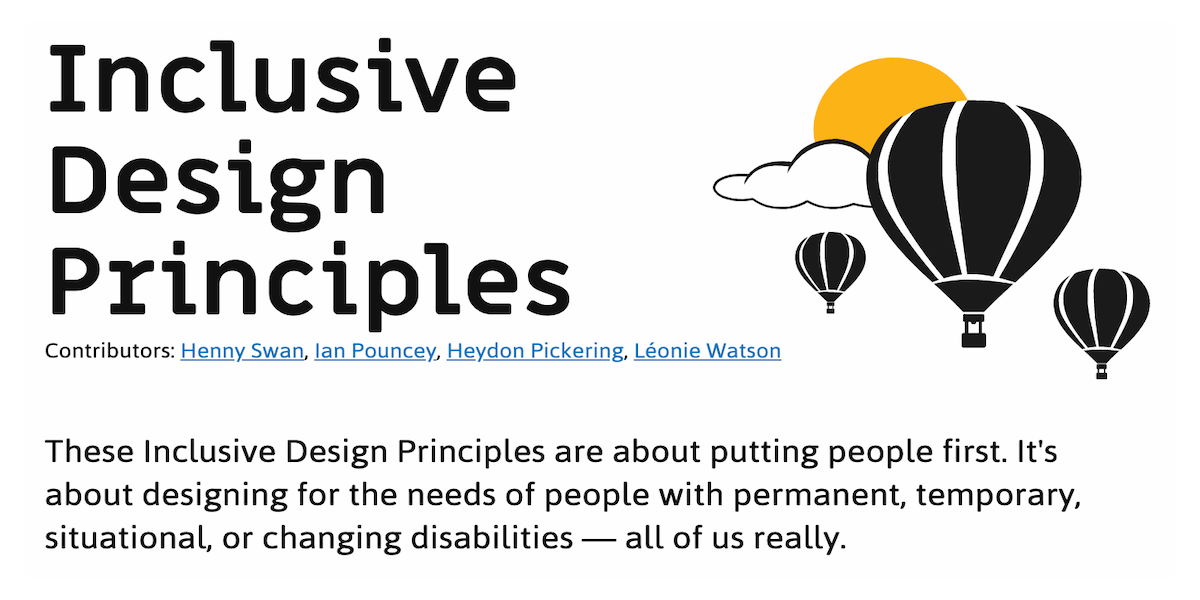 Inclusive
Design
Principles
Contributors: Henny Swan, Ian Pouncey, Heydon Pickering, Léonie Watson
These Inclusive Design Principles are about putting people first. It's
about designing for the needs of people with permanent, temporary,
situational, or changing disabilities — all of us really.